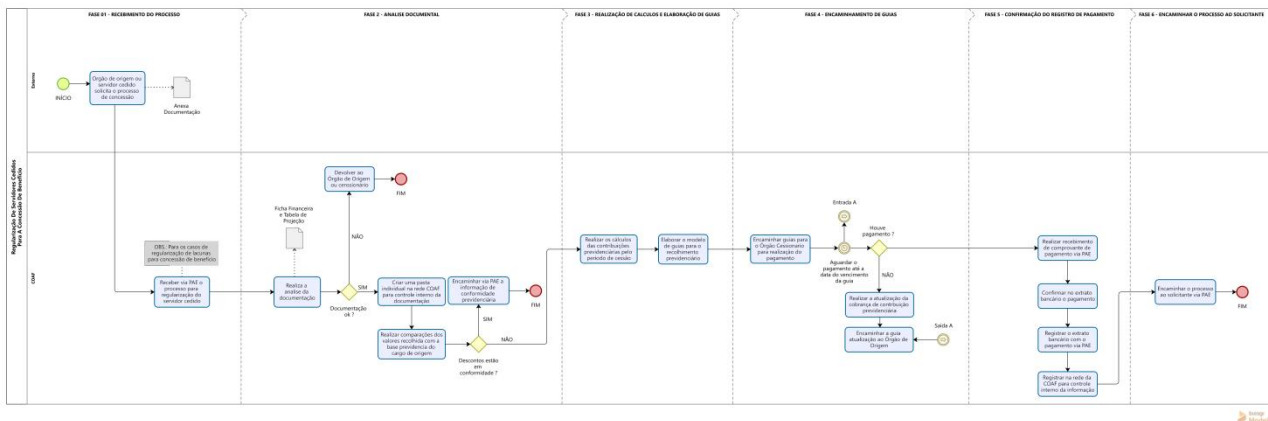 FASE 01 - RECEBIMENTO DO PROCESSO
FASE 2 - ANALISE DOCUMENTAL
FASE 3 - REALIZAÇÃO DE CALCULOS E ELABORAÇÃO DE GUIAS
FASE 4 - ENCAMINHAMENTO DE GUIAS
FASE 5 - CONFIRMAÇÃO DO REGISTRO DE PAGAMENTO
FASE 6 - ENCAMINHAR O PROCESSO AO SOLICITANTE
Regularização De Servidores Cedidos
Para A Concessão De Benefício
Externo
INÍCIO
Órgão de origem ou
servidor cedido
solicita o processo
de concessão
Anexa
Documentação
COAF
OBS.: Para os casos de
regularização de lacunas
para concessão de benefício
Receber via PAE o
processo para
regularização do
servidor cedido
Ficha Financeira
e Tabela de
Projeção
Realiza a
analise da
documentação
Devolver ao
Órgão de Origem
ou cessionário
FIM
NÃO
SIM
Documentação
ok ?
Criar uma pasta
individual na rede COAF
para controle interno da
documentação
Realizar comparações dos
valores recolhida com a
base previdencia do
cargo de origem
Encaminhar via PAE a
informação de
conformidade
previdenciária
FIM
SIM
NÃO
Descontos estão
em
conformidade ?
Realizar os cálculos
das contribuições
previdenciárias pelo
período de cessão
Elaborar o modelo
de guias para o
recolhimento
previdenciário
Encaminhar guias para
o Órgão Cessionario
para realização do
pagamento
Entrada A
Aguardar o
pagamento até a
data do vencimento
da guia
Houve
pagamento ?
NÃO
Realizar a atualização da
cobrança de contribuição
previdenciária
Encaminhar a guia
atualização ao Órgão de
Origem
Saída A
Realizar recebimento
de comprovante de
pagamento via PAE
Confirmar no extrato
bancário o pagamento
Registrar o extrato
bancário com o
pagamento via PAE
Registrar na rede da
COAF para controle
interno da informação
Encaminhar o processo
ao solicitante via PAE
FIM